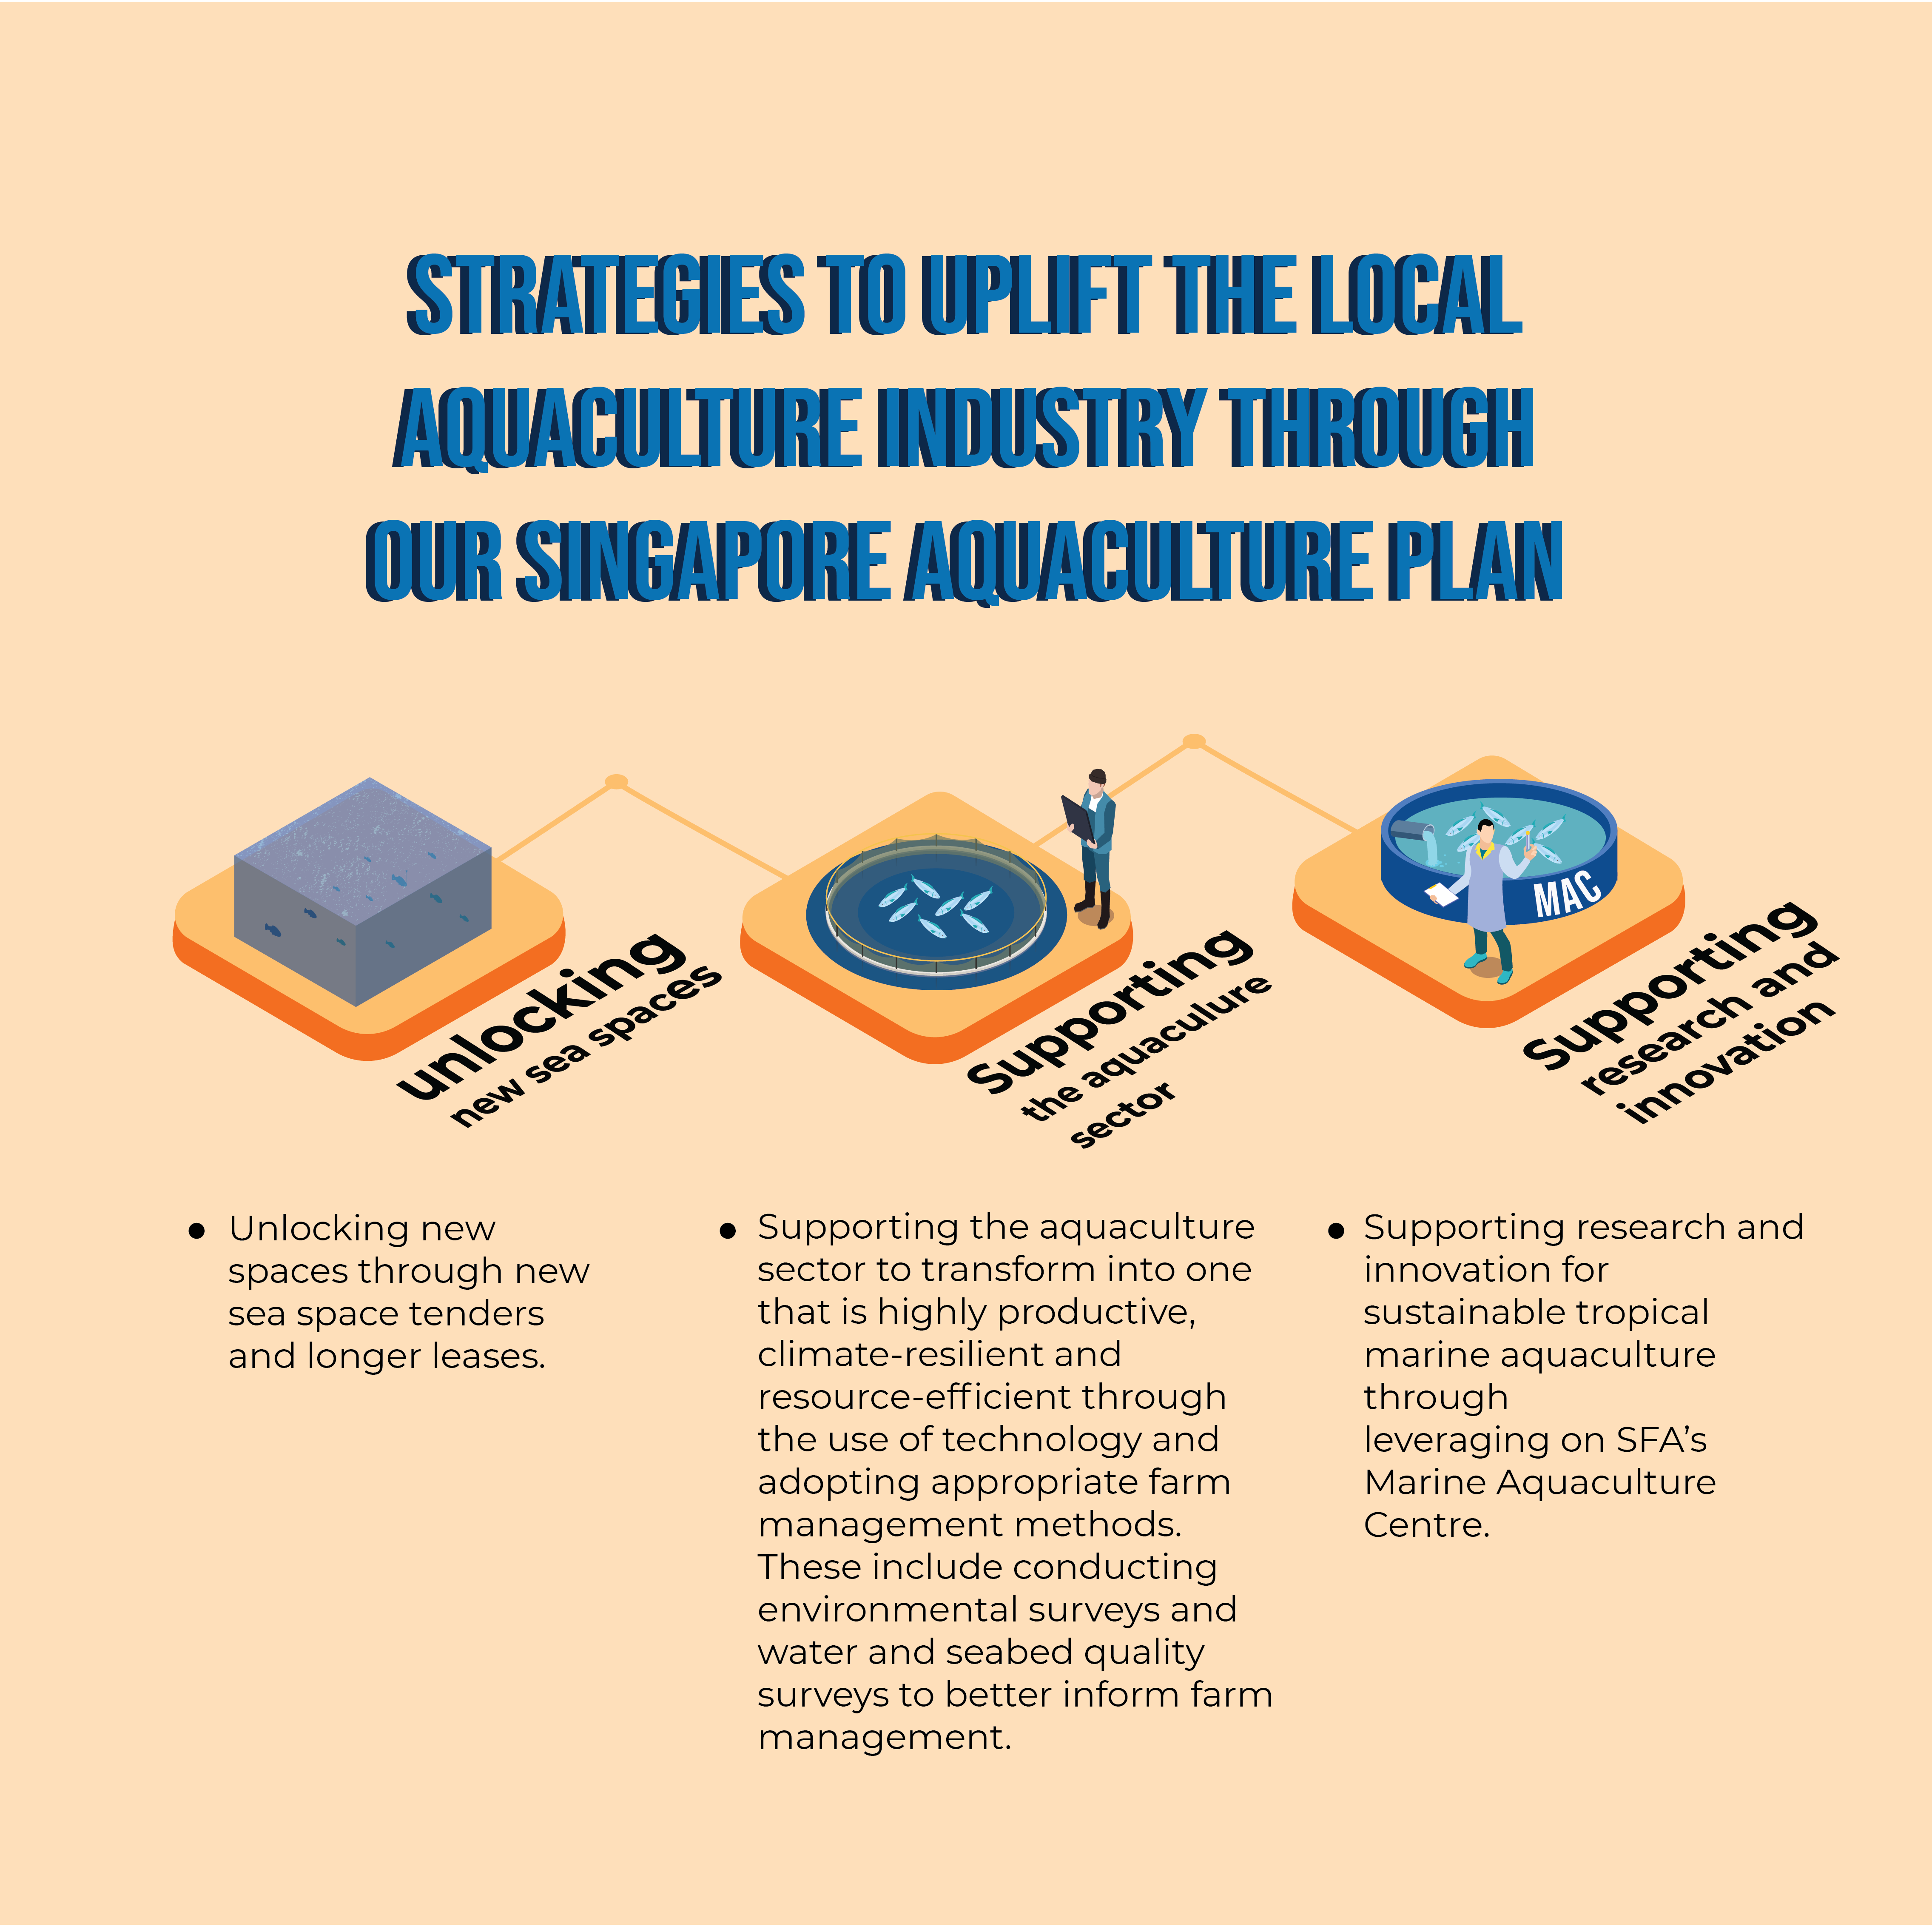 STRATEGIES TO UPLIFT THE LOCAL
AQUACULTURE INDUSTRY THROUGH
OUR SINGAPORE AQUACULTURE PLAN
MAC
unlocking
new sea spaces
Supporting
the aquaculure
sector
Supporting
research and
innovation
• Unlocking new
spaces through new
sea space tenders
and longer leases.
• Supporting the aquaculture
sector to transform into one
that is highly productive,
climate-resilient and
resource-efficient through
the use of technology and
adopting appropriate farm
management methods.
These include conducting
environmental surveys and
water and seabed quality
surveys to better inform farm
management.
• Supporting research and
innovation for
sustainable tropical
marine aquaculture
through
leveraging on SFA’s
Marine Aquaculture
Centre.